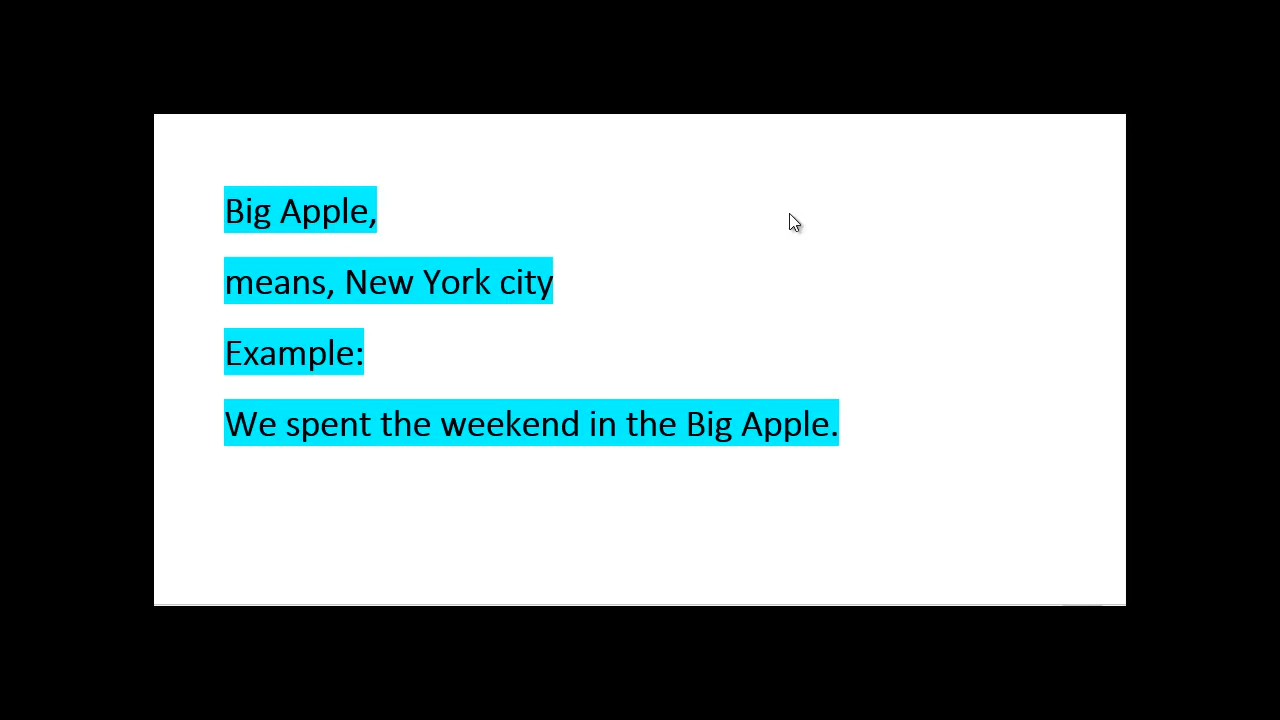 Big Apple,
means, New York city
Example:
We spent the weekend in the Big Apple.